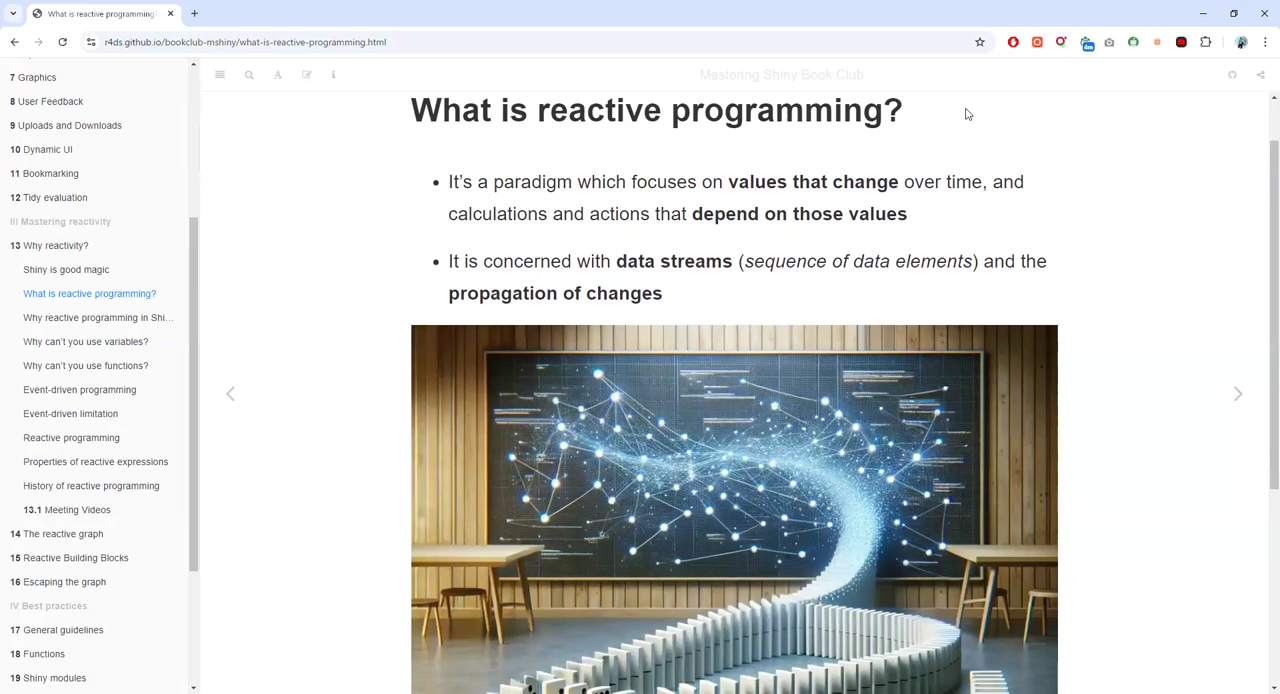 What is reactive programming?
r4ds.github.io/bookclub-mshiny/what-is-reactive-programming.html
4m
7 Graphics
8 User Feedback
9 Uploads and Downloads
10 Dynamic UI
11 Bookmarking
12 Tidy evaluation
III Mastering reactivity
13 Why reactivity?
Shiny is good magic
What is reactive programming?
Why reactive programming in Shi...
Why can't you use variables?
Why can't you use functions?
Event-driven programming
Event-driven limitation
Reactive programming
Properties of reactive expressions
History of reactive programming
13.1 Meeting Videos
14 The reactive graph
15 Reactive Building Blocks
16 Escaping the graph
IV Best practices
17 General guidelines
18 Functions
19 Shiny modules
A
i
Mastering Shiny Book Club
What is reactive programming?
• It's a paradigm which focuses on values that change over time, and
calculations and actions that depend on those values
• It is concerned with data streams (sequence of data elements) and the
propagation of changes